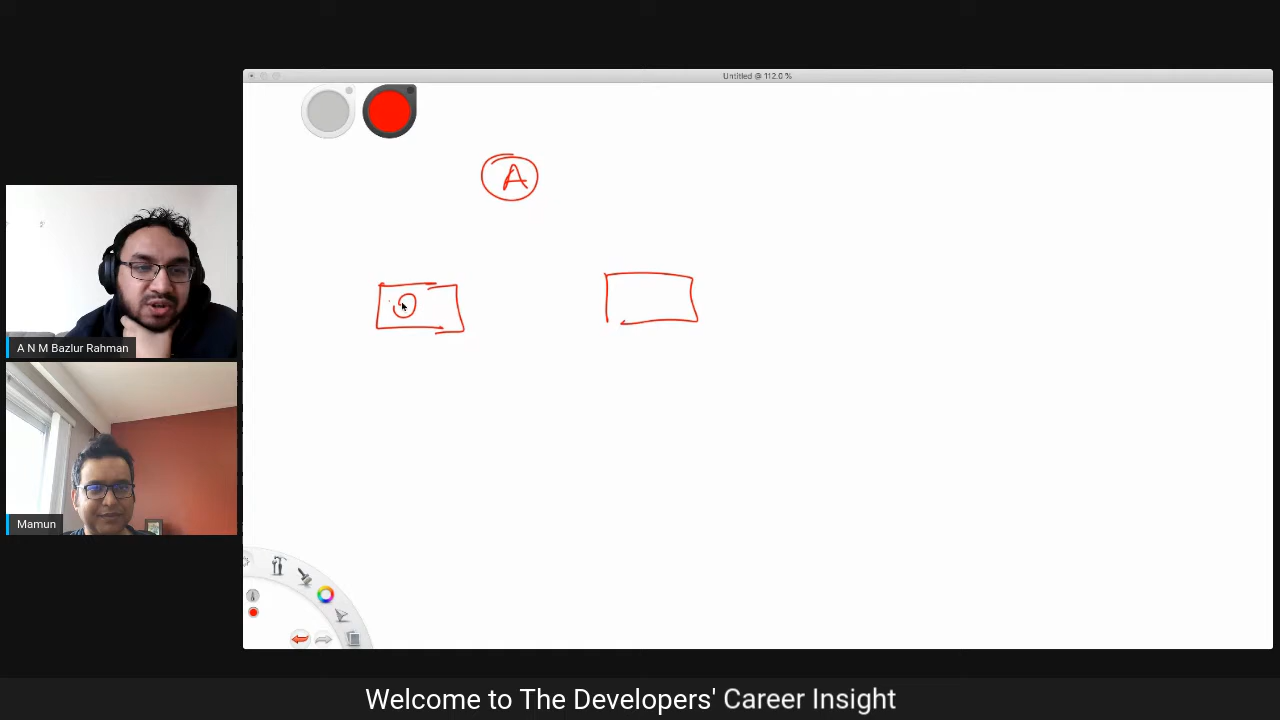 Untitled @ 112.0 %
A
A N M Bazlur Rahman
Mamun
Welcome to The Developers' Career Insight